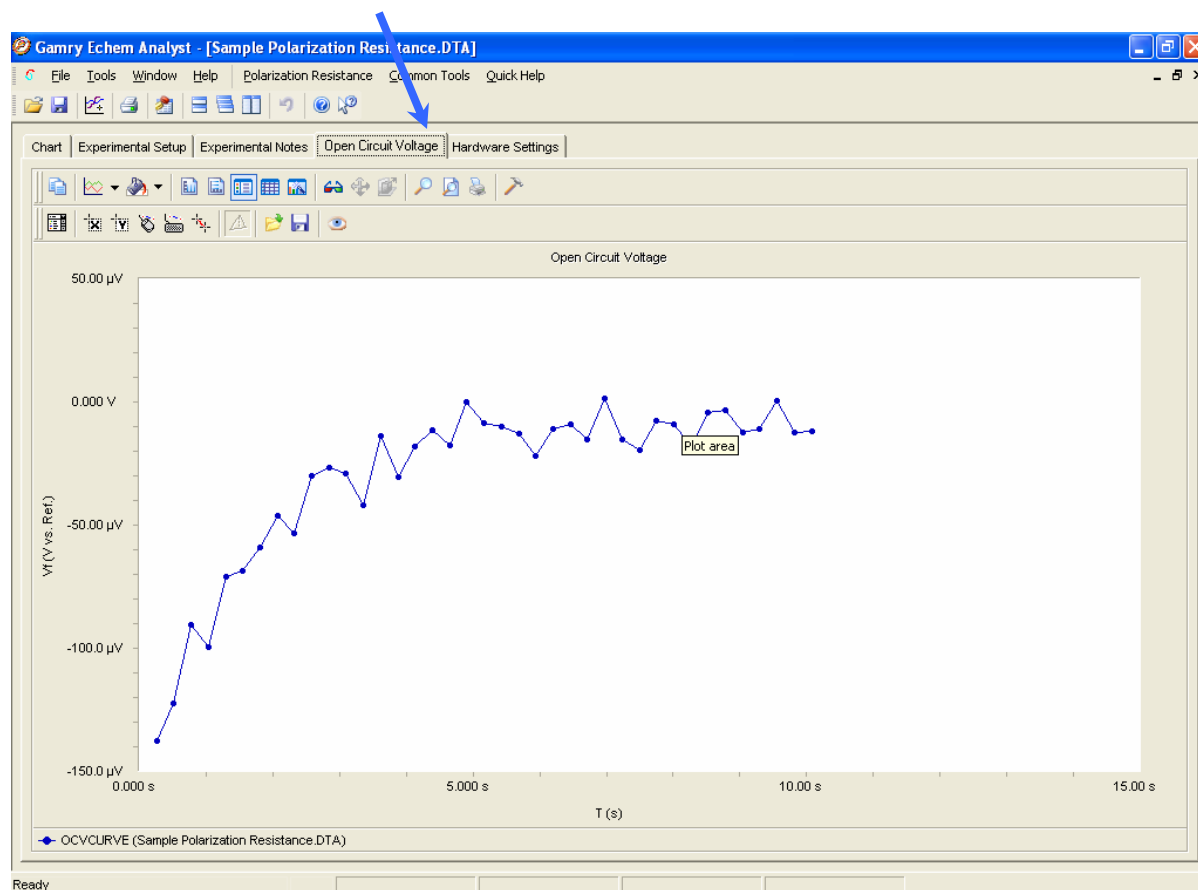 Gamry Echem Analyst - [Sample Polarization Resistance.DTA]
File Tools Window Help Polarization Resistance Common Tools Quick Help
Chart Experimental Setup Experimental Notes Open Circuit Voltage Hardware Settings
Open Circuit Voltage
50.00 µV
0.000 V
Plot area
Vf (V vs. Ref.)
-50.00 µV
-100.0 µV
-150.0 µV
0.000 s 5.000 s 10.00 s 15.00 s
T (s)
OCVCURVE (Sample Polarization Resistance.DTA)
Ready